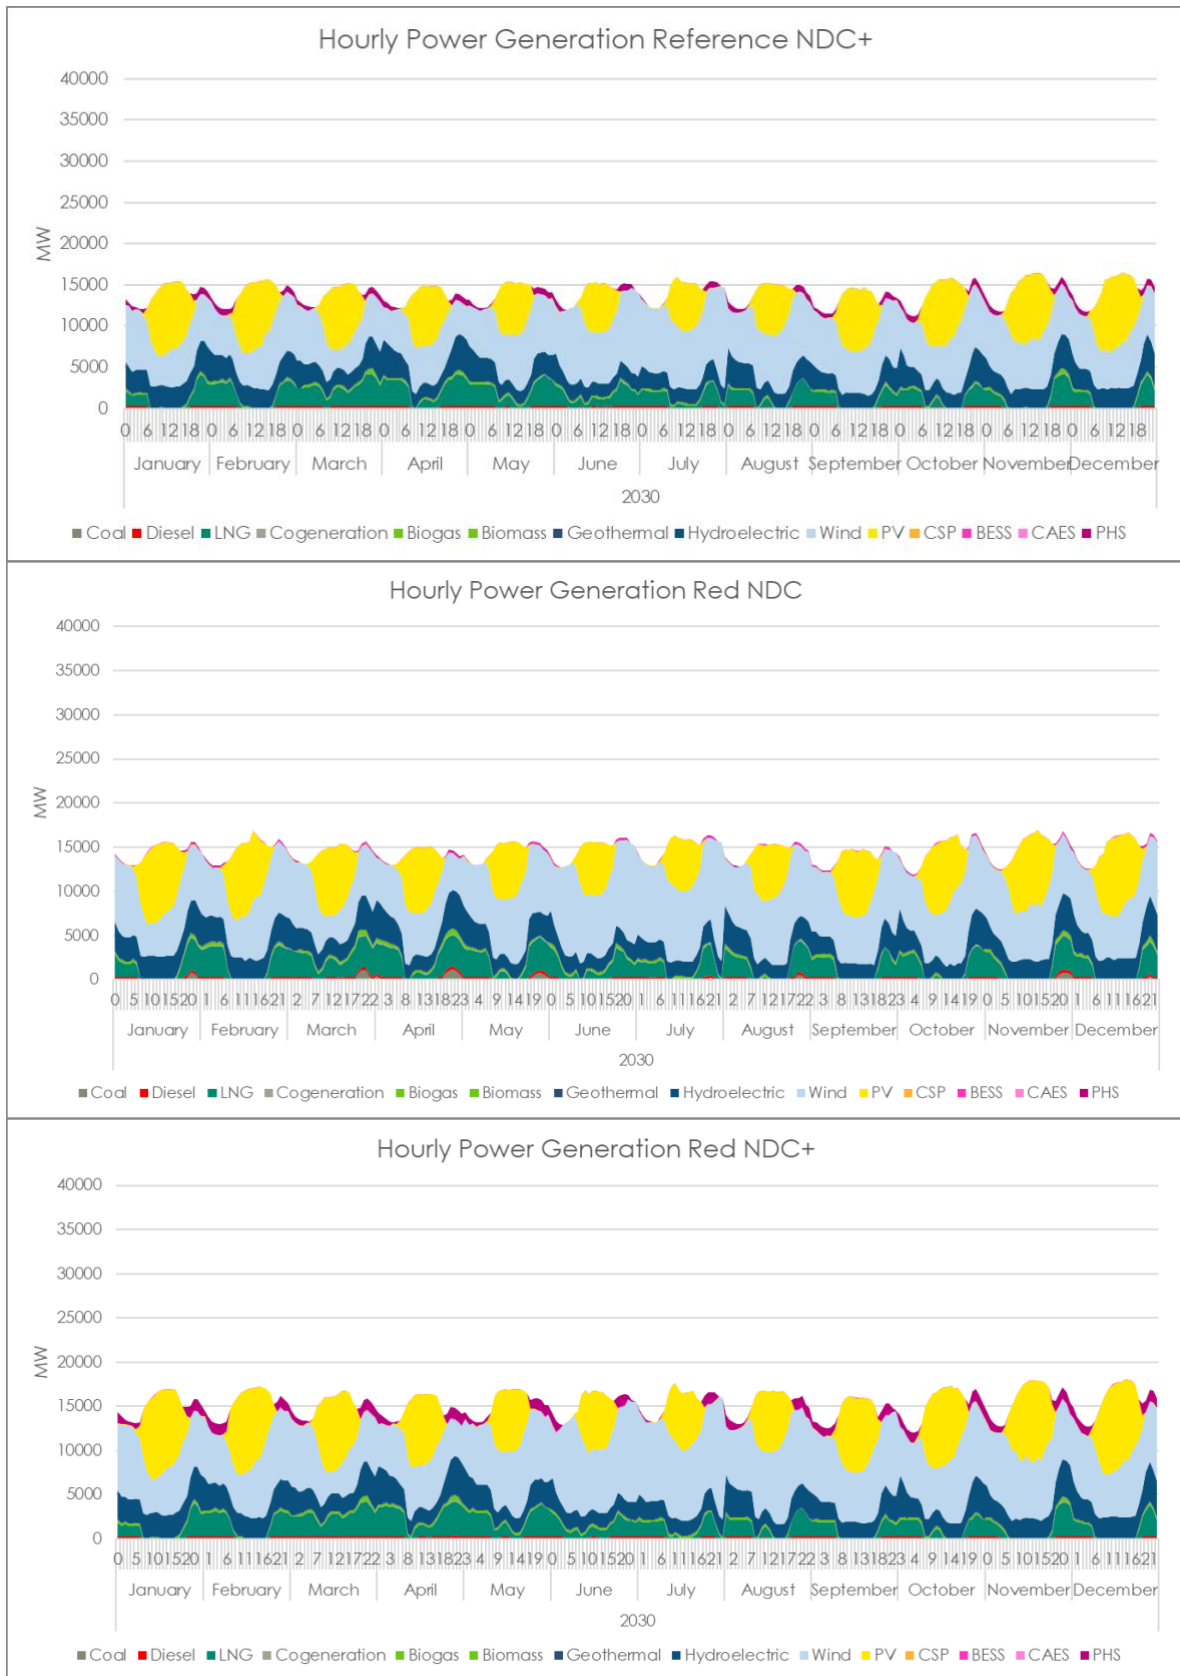 Hourly Power Generation Reference NDC+
40000
35000
30000
25000
20000
15000
10000
5000
0
MW
0 6 12 18 0 6 12 18 0 6 12 18 0 6 12 18 0 6 12 18 0 6 12 18 0 6 12 18 0 6 12 18 0 6 12 18 0 6 12 18 0 6 12 18 0 6 12 18
January February March April May June July August September October November December
2030
Coal Diesel LNG Cogeneration Biogas Biomass Geothermal Hydroelectric Wind PV CSP BESS CAES PHS
Hourly Power Generation Red NDC
40000
35000
30000
25000
20000
15000
10000
5000
0
MW
0 5 10 15 20 1 6 11 16 21 2 7 12 17 22 3 8 13 18 23 4 9 14 19 0 5 10 15 20 1 6 11 16 21 2 7 12 17 22 3 8 13 18 23 4 9 14 19 0 5 10 15 20 1 6 11 16 21
January February March April May June July August September October November December
2030
Coal Diesel LNG Cogeneration Biogas Biomass Geothermal Hydroelectric Wind PV CSP BESS CAES PHS
Hourly Power Generation Red NDC+
40000
35000
30000
25000
20000
15000
10000
5000
0
MW
0 5 10 15 20 1 6 11 16 21 2 7 12 17 22 3 8 13 18 23 4 9 14 19 0 5 10 15 20 1 6 11 16 21 2 7 12 17 22 3 8 13 18 23 4 9 14 19 0 5 10 15 20 1 6 11 16 21
January February March April May June July August September October November December
2030
Coal Diesel LNG Cogeneration Biogas Biomass Geothermal Hydroelectric Wind PV CSP BESS CAES PHS